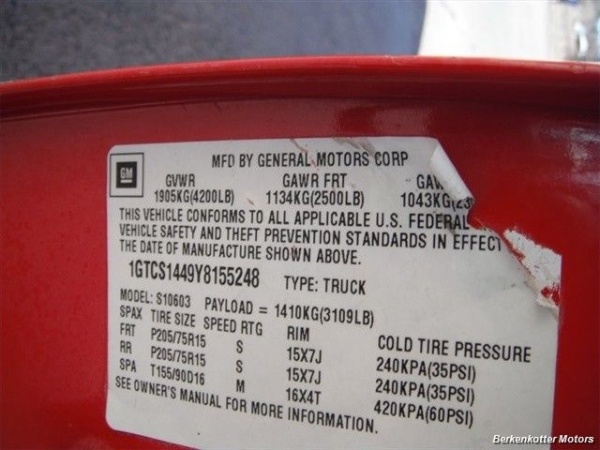 MFD BY GENERAL MOTORS CORP
GM
GVWR GAWR FRT
1905KG(4200LB) 1134KG(2500LB) 1043KG(
THIS VEHICLE CONFORMS TO ALL APPLICABLE U.S. FEDERAL
VEHICLE SAFETY AND THEFT PREVENTION STANDARDS IN EFFECT
THE DATE OF MANUFACTURE SHOWN ABOVE.
1GTCS1449Y8155248 TYPE: TRUCK
MODEL: S10603 PAYLOAD = 1410KG(3109LB)
SPAX TIRE SIZE SPEED RTG RIM COLD TIRE PRESSURE
FRT P205/75R15 S 15X7J 240KPA(35PSI)
RR P205/75R15 S 15X7J 240KPA(35PSI)
SPA T155/90D16 M 16X4T 420KPA(60PSI)
SEE OWNER'S MANUAL FOR MORE INFORMATION.
Berkenkotter Motors